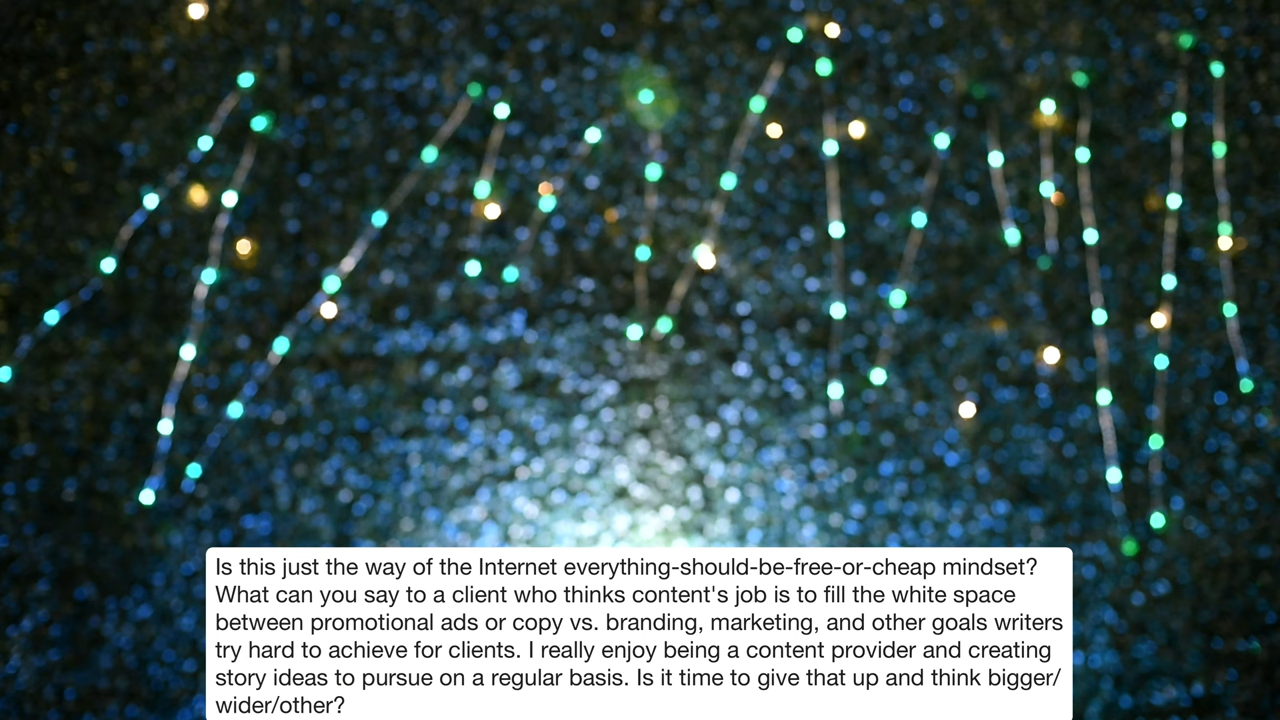 Is this just the way of the Internet everything-should-be-free-or-cheap mindset?
What can you say to a client who thinks content's job is to fill the white space
between promotional ads or copy vs. branding, marketing, and other goals writers
try hard to achieve for clients. I really enjoy being a content provider and creating
story ideas to pursue on a regular basis. Is it time to give that up and think bigger/
wider/other?